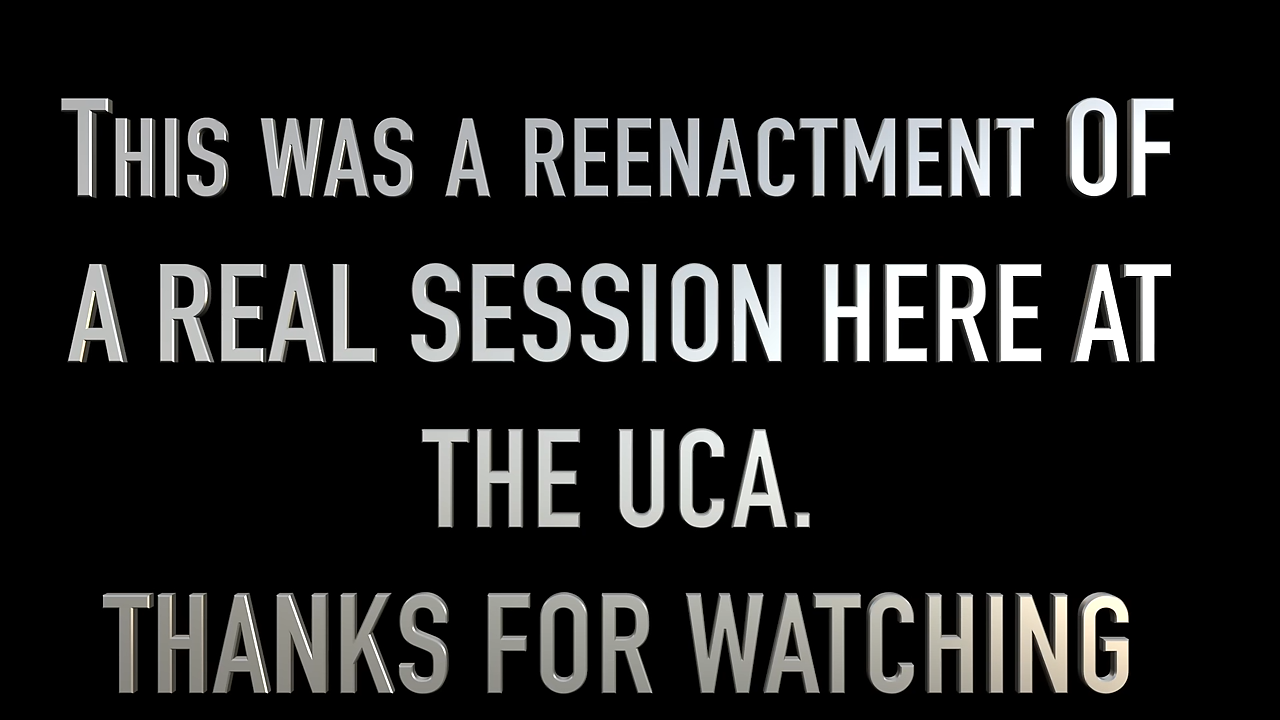 This was a reenactment OF
A REAL SESSION HERE AT
THE UCA.
THANKS FOR WATCHING